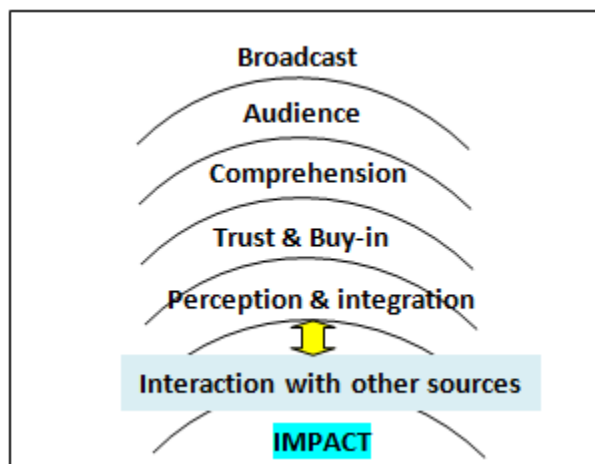 Broadcast
Audience
Comprehension
Trust & Buy-in
Perception & integration
Interaction with other sources
IMPACT